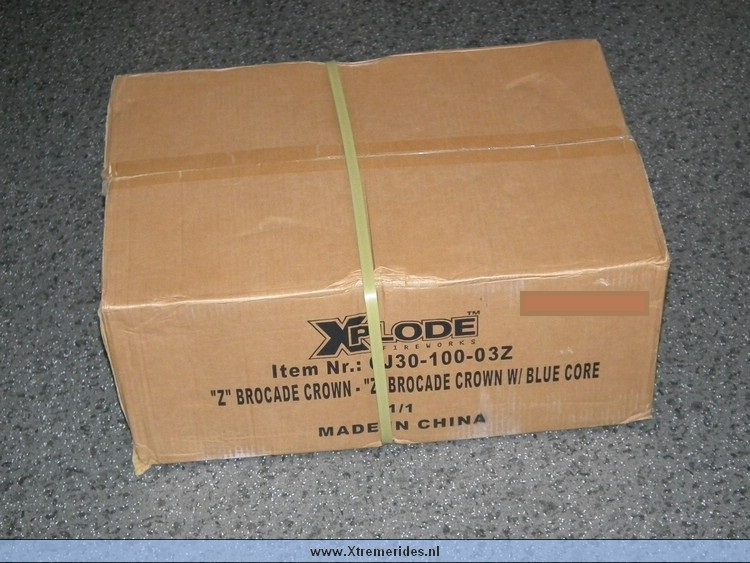 XPLODE™
FIREWORKS
Item Nr.: CJ30-100-03Z
"Z" BROCADE CROWN - "Z" BROCADE CROWN W/ BLUE CORE
1/1
MADE IN CHINA
www.Xtremerides.nl